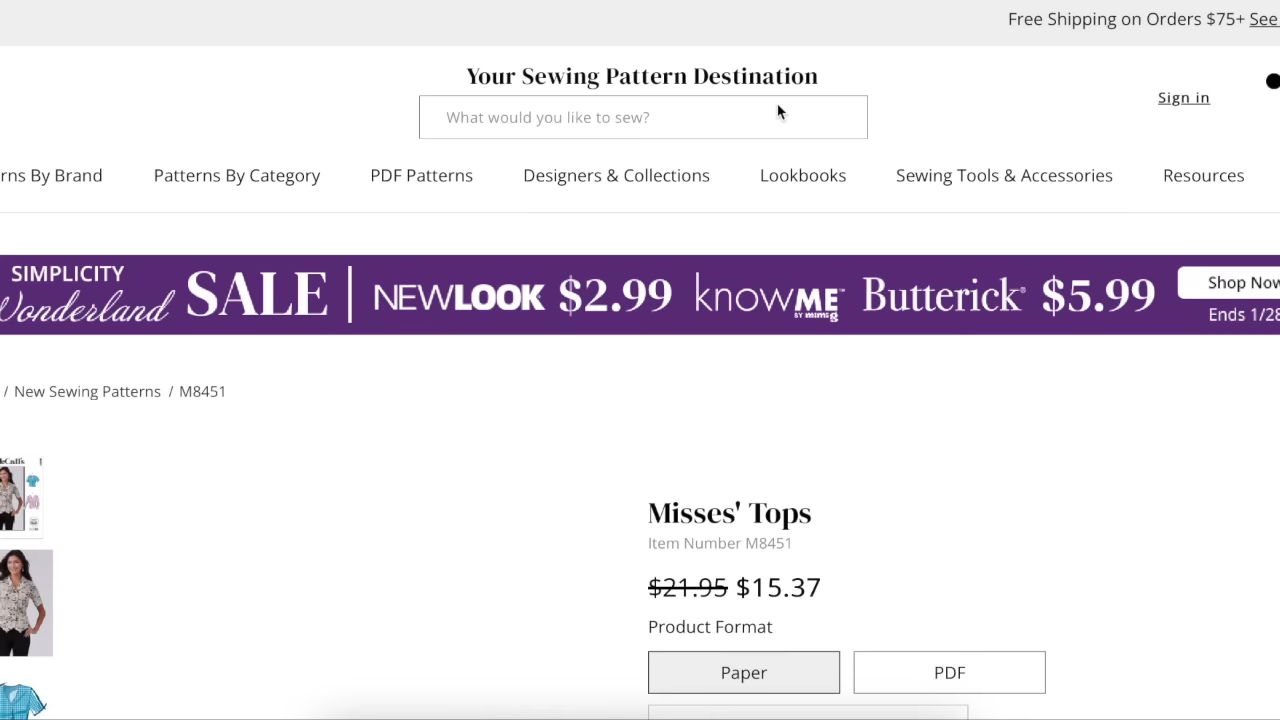 Free Shipping on Orders $75+ See
Your Sewing Pattern Destination
What would you like to sew?
Sign in
rns By Brand
Patterns By Category
PDF Patterns
Designers & Collections
Lookbooks
Sewing Tools & Accessories
Resources
SIMPLICITY
Wonderland
SALE
NEWLOOK $2.99
knowME
BY mimi g
Butterick® $5.99
Shop Now
Ends 1/28
/ New Sewing Patterns / M8451
Misses' Tops
Item Number M8451
$21.95 $15.37
Product Format
Paper
PDF